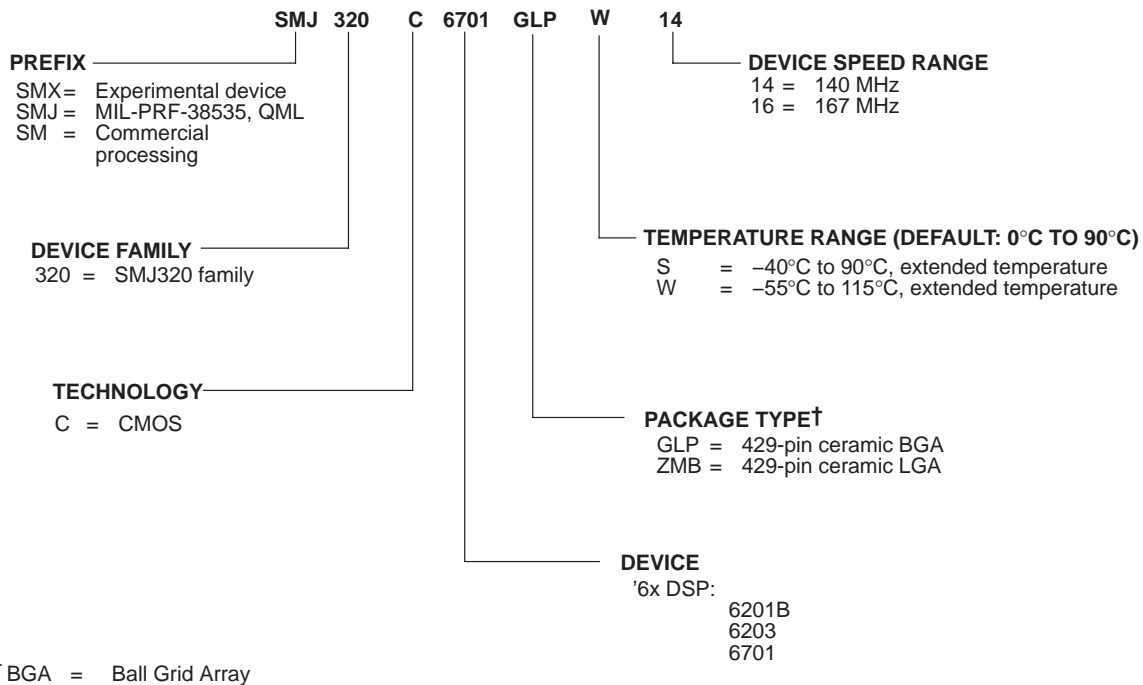 SMJ 320 C 6701 GLP W 14
PREFIX
SMX= Experimental device
SMJ = MIL-PRF-38535, QML
SM = Commercial
processing
DEVICE SPEED RANGE
14 = 140 MHz
16 = 167 MHz
DEVICE FAMILY
320 = SMJ320 family
TEMPERATURE RANGE (DEFAULT: 0°C TO 90°C)
S = –40°C to 90°C, extended temperature
W = –55°C to 115°C, extended temperature
TECHNOLOGY
C = CMOS
PACKAGE TYPE†
GLP = 429-pin ceramic BGA
ZMB = 429-pin ceramic LGA
DEVICE
’6x DSP:
6201B
6203
6701
BGA = Ball Grid Array